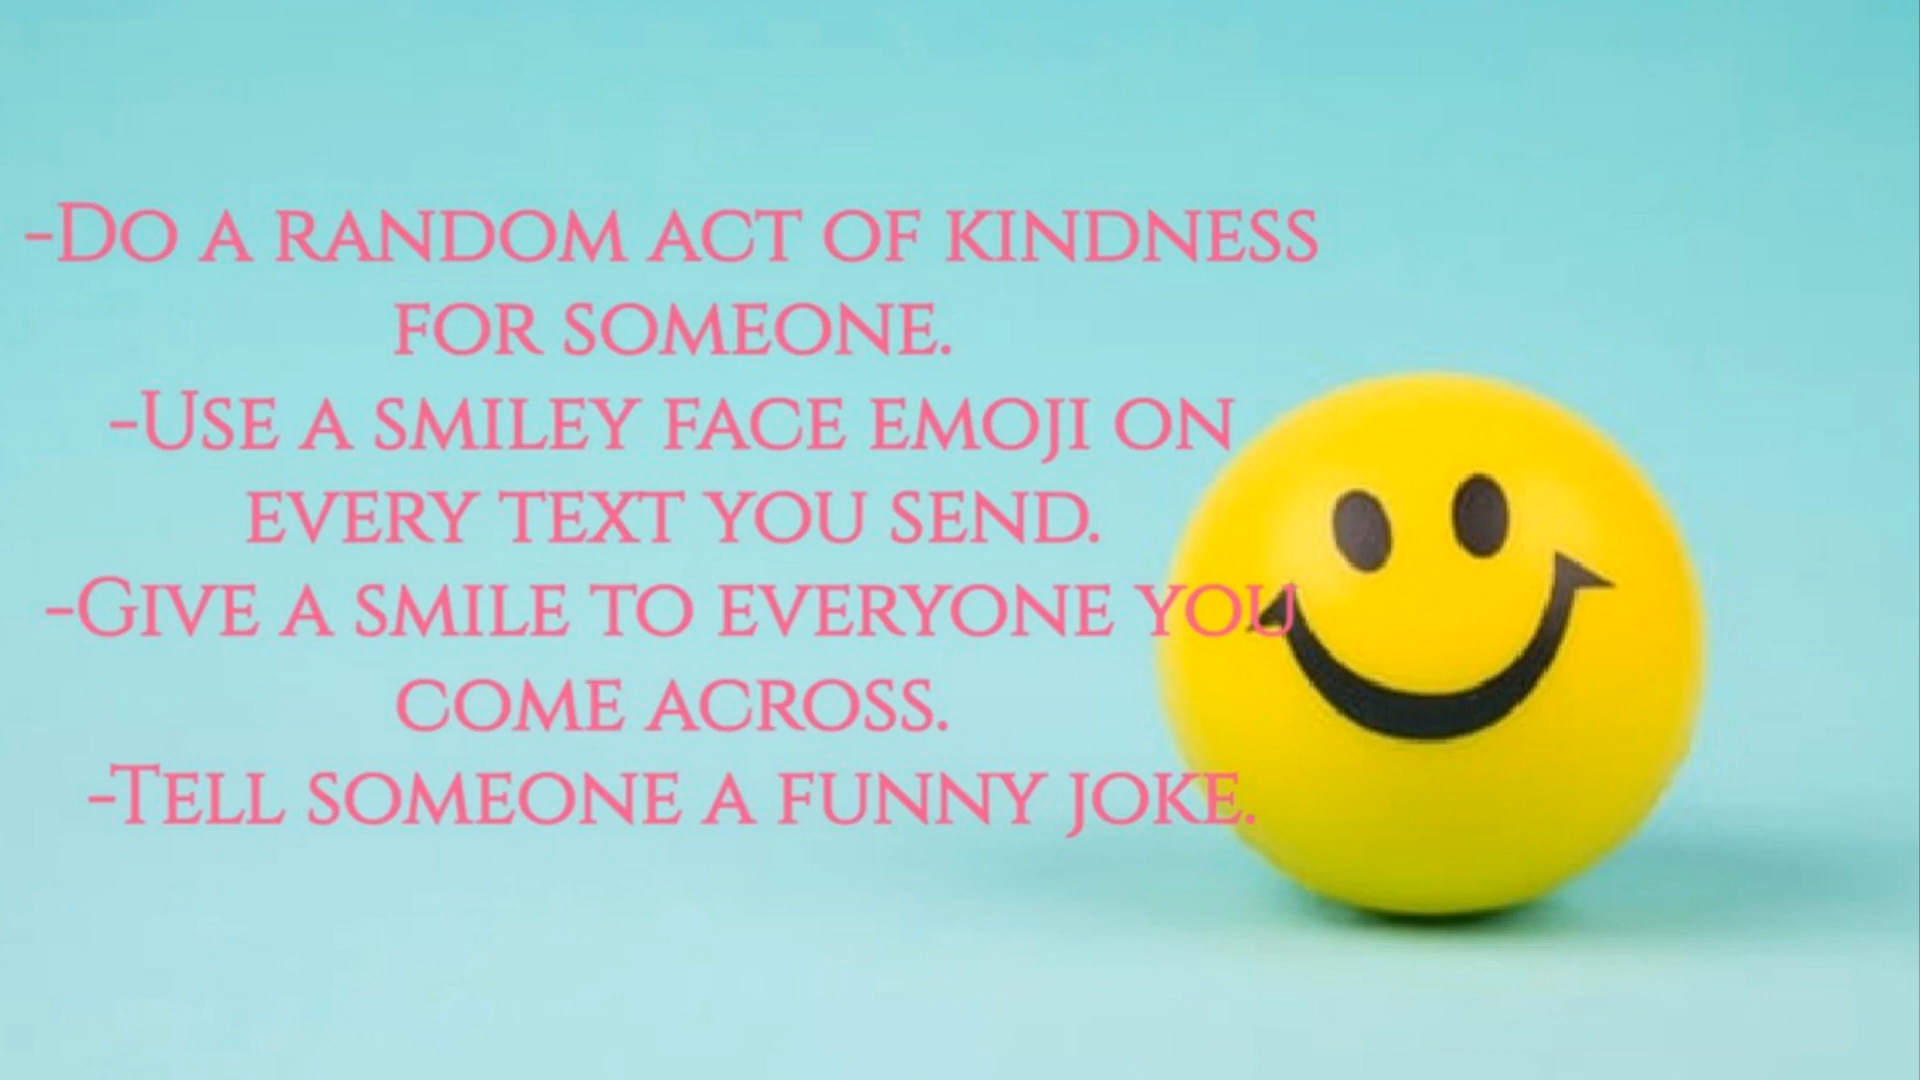 -Do a random act of kindness
for someone.
-Use a smiley face emoji on
every text you send.
-Give a smile to everyone you
come across.
-Tell someone a funny joke.